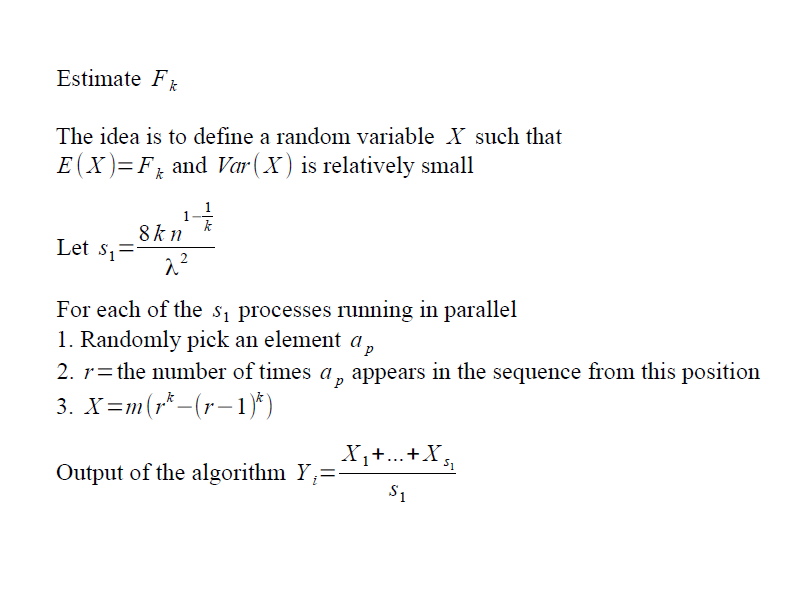 Estimate F_k
The idea is to define a random variable X such that
E(X)=F_k and Var(X) is relatively small
Let s_1 = \frac{8 k n^{1-\frac{1}{k}}}{λ^2}
For each of the s_1 processes running in parallel
1. Randomly pick an element a_p
2. r=the number of times a_p appears in the sequence from this position
3. X=m(r^k−(r−1)^k)
Output of the algorithm Y_i = \frac{X_1+...+X_{s_1}}{s_1}